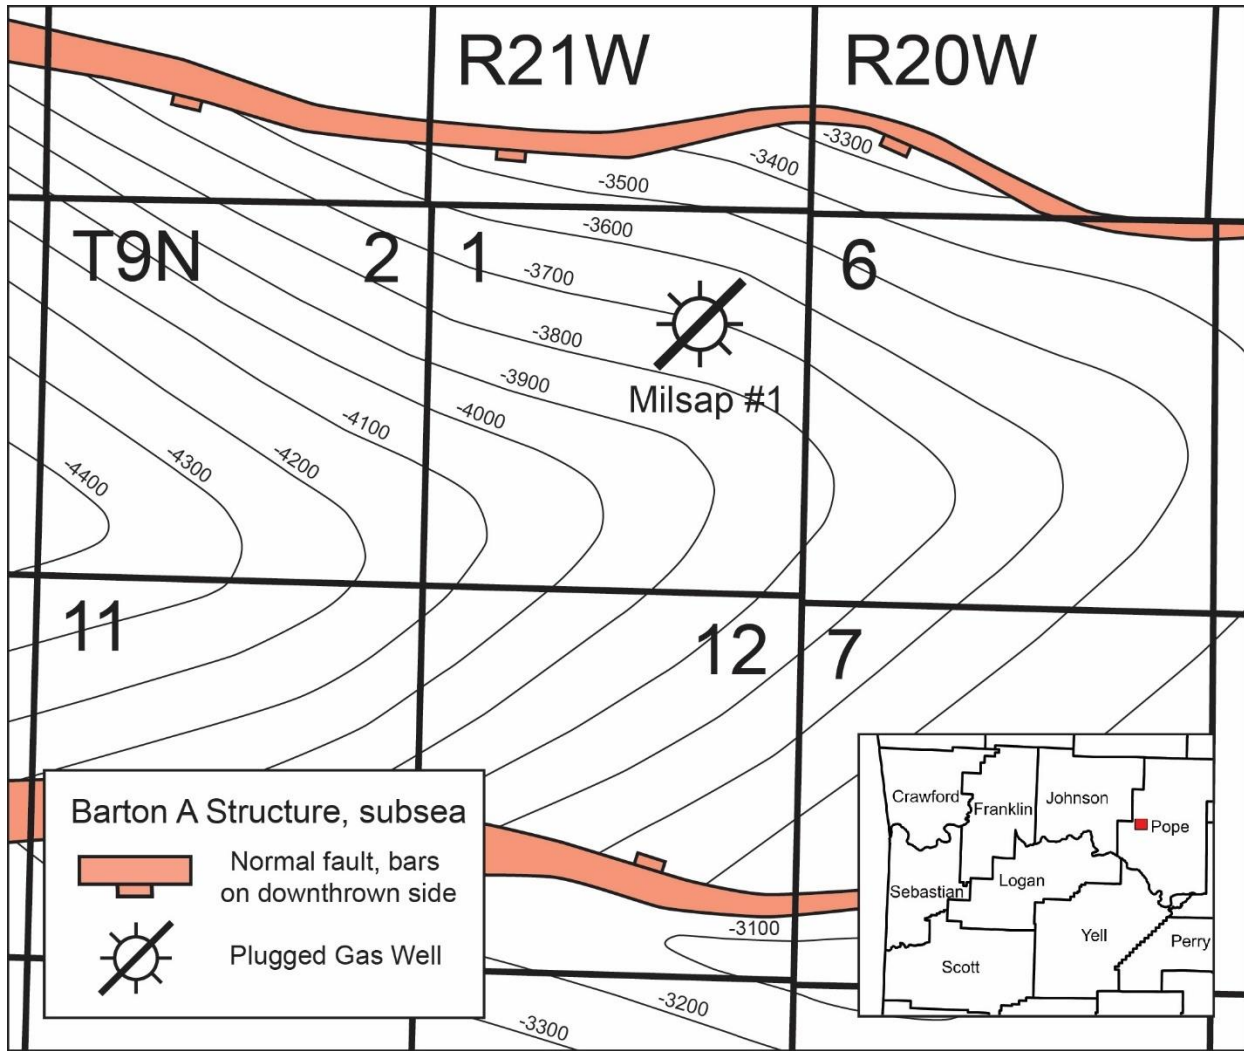 R21W
R20W
-3300
-3400
-3500
-3600
T9N
2
1
6
-3700
-3800
Milsap #1
-3900
-4000
-4100
-4200
-4300
-4400
11
12
7
Barton A Structure, subsea
Normal fault, bars
on downthrown side
Plugged Gas Well
-3100
-3200
-3300
Crawford
Franklin
Johnson
Pope
Sebastian
Logan
Yell
Perry
Scott